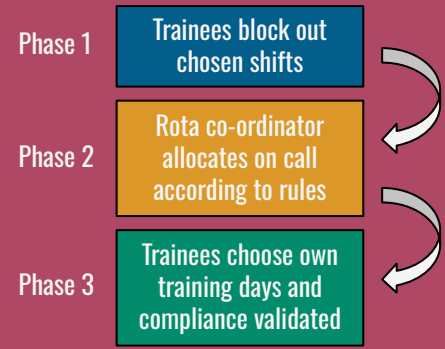 Phase 1
Trainees block out
chosen shifts
Phase 2
Rota co-ordinator
allocates on call
according to rules
Phase 3
Trainees choose own
training days and
compliance validated